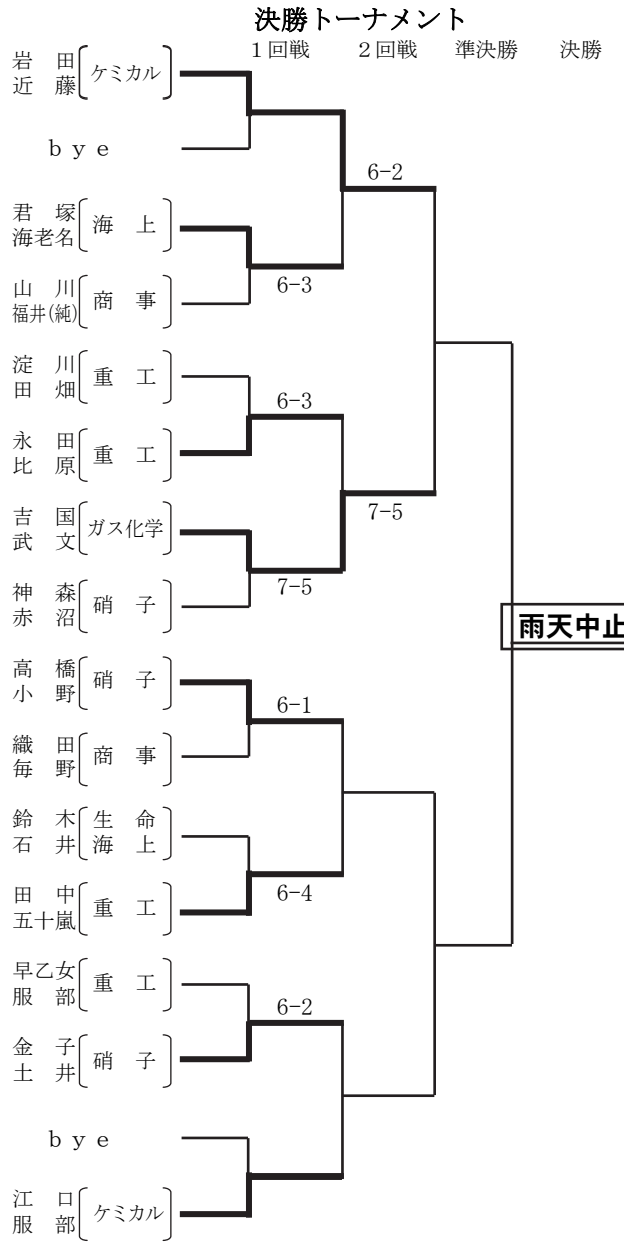 決勝トーナメント
1回戦 2回戦 準決勝 決勝
岩田 ケミカル
近藤
bye
6-2
君塚 海上
海老名
6-3
山川 商事
福井(純)
淀川 重工
田畑
6-3
永田 重工
比原
7-5
吉国 ガス化学
武文
7-5
神森 硝子
赤沼
雨天中止
高橋 硝子
小野
6-1
織田 商事
毎野
鈴木 生命
石井 海上
6-4
田中 重工
五十嵐
早乙女 重工
服部
6-2
金子 硝子
土井
bye
江口 ケミカル
服部